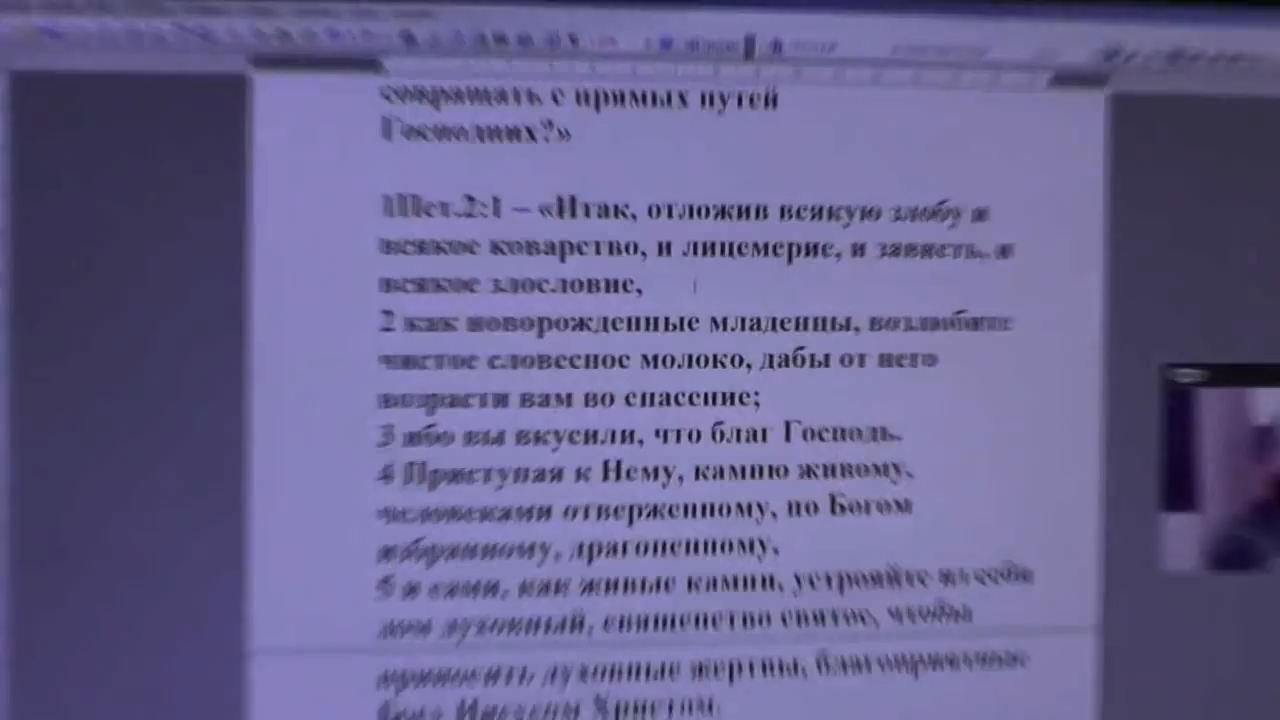 совращать с прямых путей
Господних?»
1Пет.2:1 – «Итак, отложив всякую злобу и
всякое коварство, и лицемерие, и зависть, и
всякое злословие,
2 как новорожденные младенцы, возлюбите
чистое словесное молоко, дабы от него
возрасти вам во спасение;
3 ибо вы вкусили, что благ Господь.
4 Приступая к Нему, камню живому,
человеками отверженному, но Богом
избранному, драгоценному,
5 и сами, как живые камни, устрояйте из себя
дом духовный, священство святое, чтобы
приносить духовные жертвы, благоприятные
Богу Иисусом Христом.